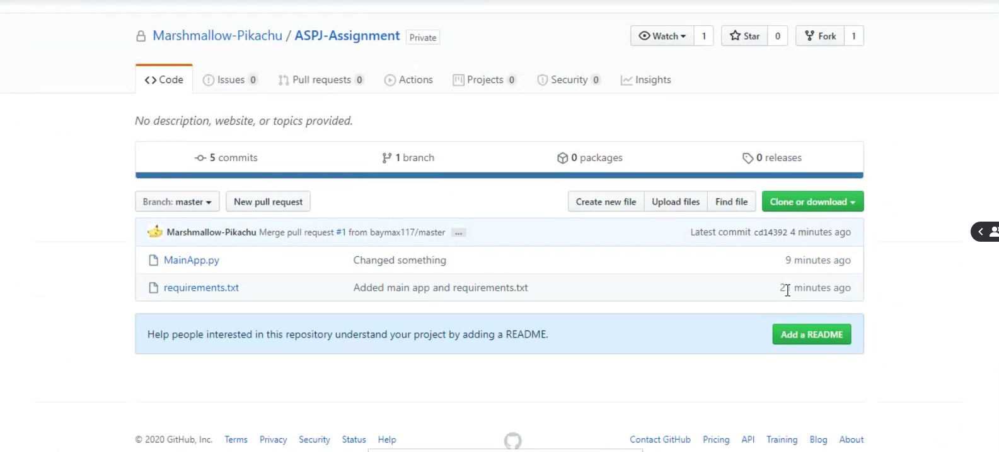 Marshmallow-Pikachu / ASPJ-Assignment Private
Watch 1 Star 0 Fork 1
Code Issues 0 Pull requests 0 Actions Projects 0 Security 0 Insights
No description, website, or topics provided.
5 commits 1 branch 0 packages 0 releases
Branch: master New pull request Create new file Upload files Find file Clone or download
Marshmallow-Pikachu Merge pull request #1 from baymax117/master ... Latest commit cd14392 4 minutes ago
MainApp.py Changed something 9 minutes ago
requirements.txt Added main app and requirements.txt minutes ago
Help people interested in this repository understand your project by adding a README. Add a README
© 2020 GitHub, Inc. Terms Privacy Security Status Help Contact GitHub Pricing API Training Blog About